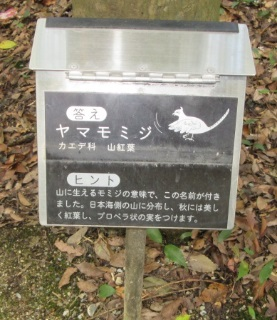 答え
ヤマモミジ
カエデ科　山紅葉
ヒント
山に生えるモミジの意味で、この名前が付き
ました。日本海側の山に分布し、秋には美し
く紅葉し、プロペラ状の実をつけます。